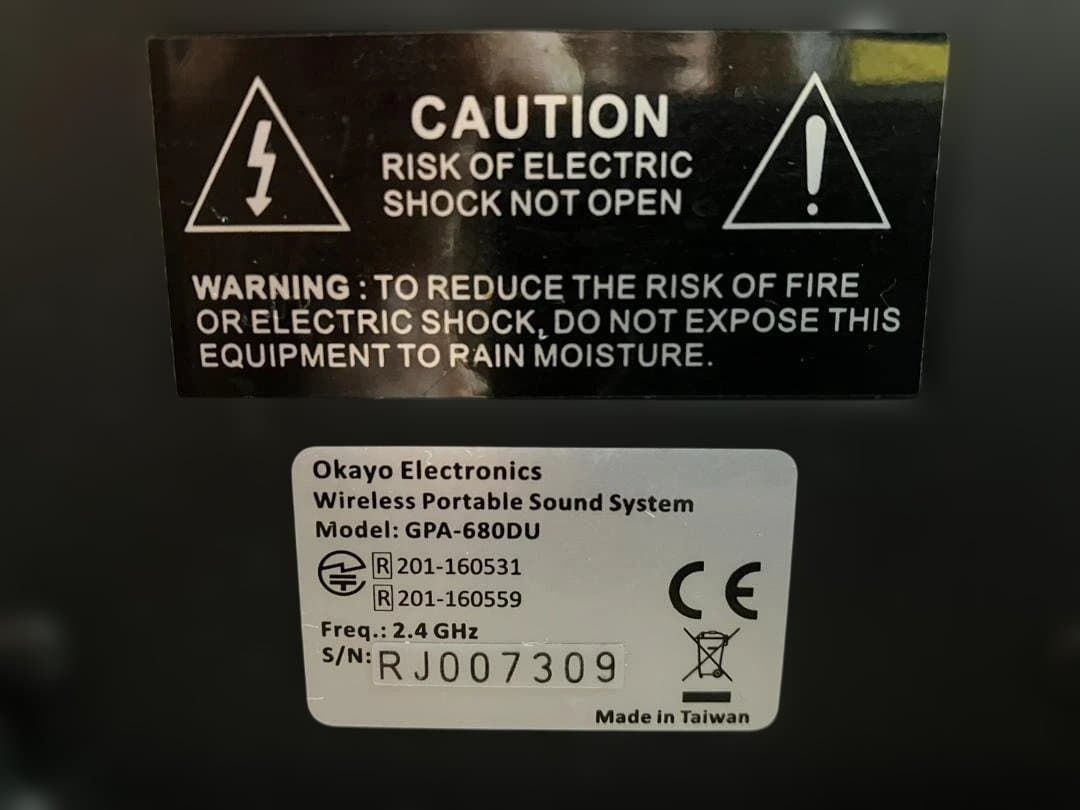 CAUTION
RISK OF ELECTRIC
SHOCK NOT OPEN
WARNING : TO REDUCE THE RISK OF FIRE
OR ELECTRIC SHOCK, DO NOT EXPOSE THIS
EQUIPMENT TO RAIN MOISTURE.
Okayo Electronics
Wireless Portable Sound System
Model: GPA-680DU
R 201-160531
R 201-160559
CE
Freq.: 2.4 GHz
S/N: RJ007309
Made in Taiwan